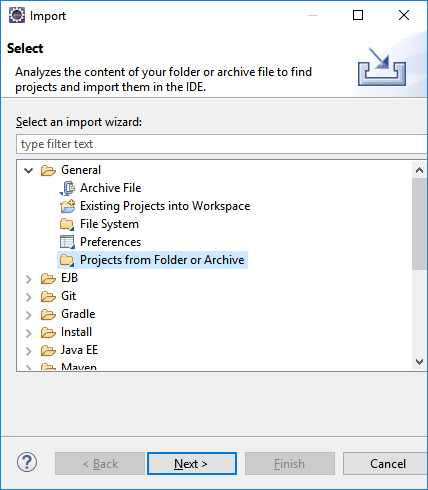 Import
Select
Analyzes the content of your folder or archive file to find
projects and import them in the IDE.
Select an import wizard:
type filter text
General
Archive File
Existing Projects into Workspace
File System
Preferences
Projects from Folder or Archive
EJB
Git
Gradle
Install
Java EE
Maven
? < Back Next > Finish Cancel